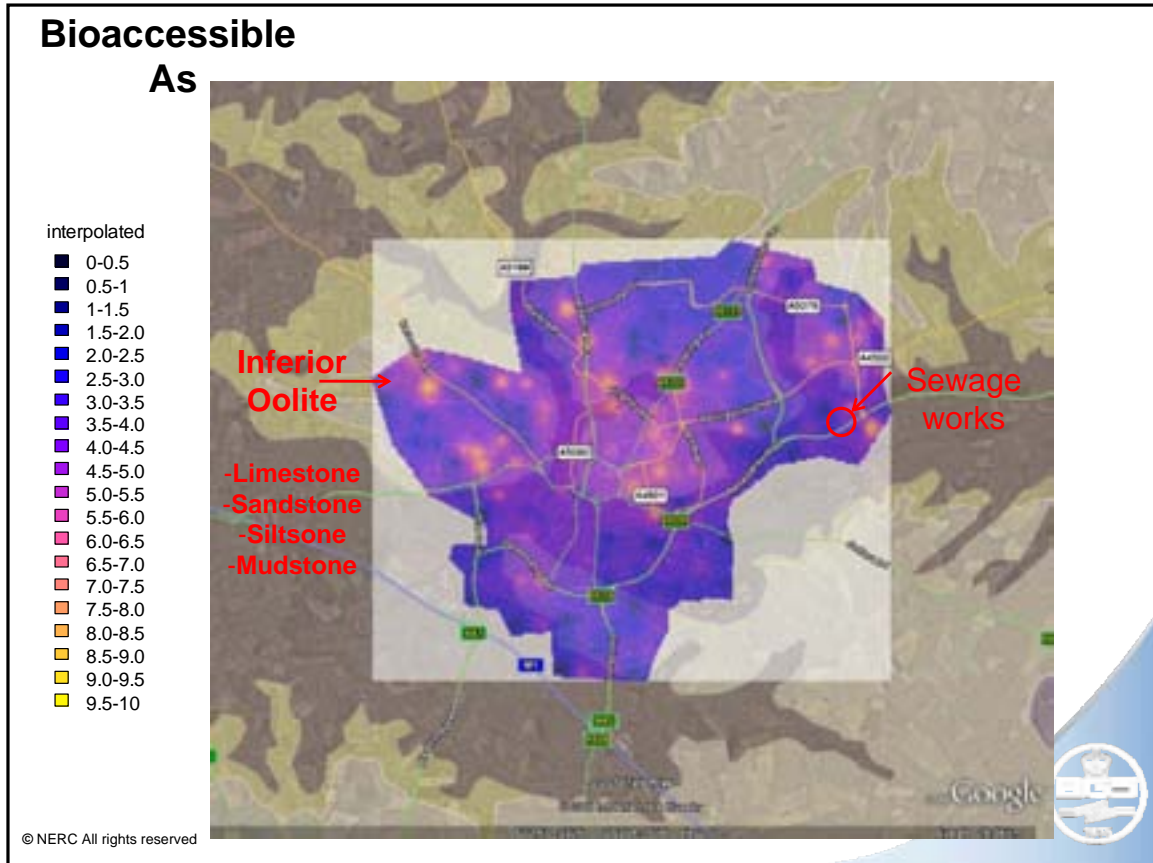 Bioaccessible
As
interpolated
0-0.5
0.5-1
1-1.5
1.5-2.0
2.0-2.5
2.5-3.0
3.0-3.5
3.5-4.0
4.0-4.5
4.5-5.0
5.0-5.5
5.5-6.0
6.0-6.5
6.5-7.0
7.0-7.5
7.5-8.0
8.0-8.5
8.5-9.0
9.0-9.5
9.5-10
Inferior
Oolite
-Limestone
-Sandstone
-Siltsone
-Mudstone
Sewage
works
A5076
M1
Google
© NERC All rights reserved